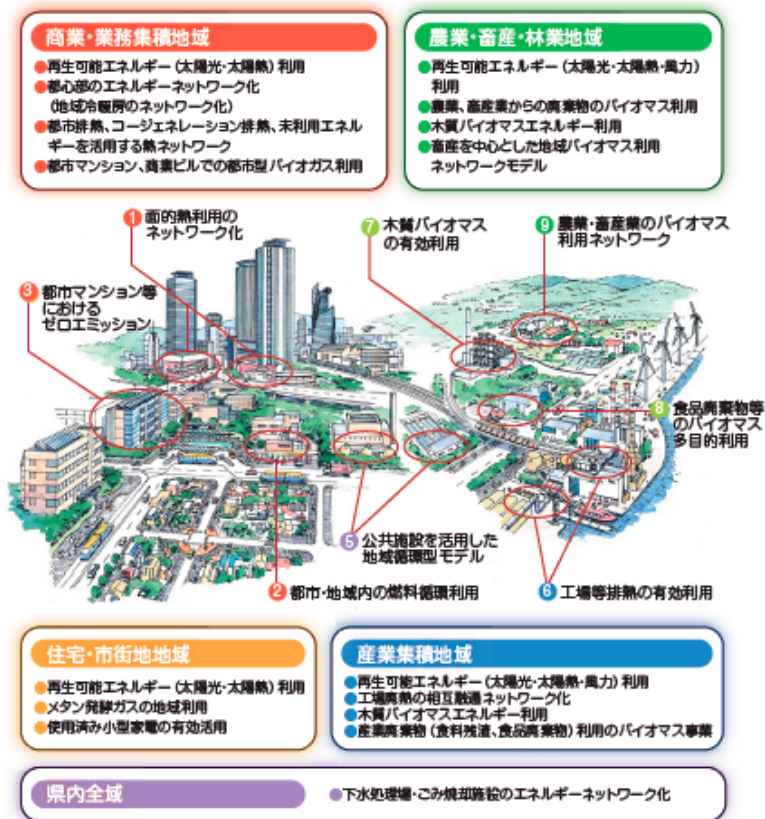 商業・業務集積地域
●再生可能エネルギー(太陽光・太陽熱)利用
●都心部のエネルギーネットワーク化
(地域冷暖房のネットワーク化)
●都市排熱、コージェネレーション排熱、未利用エネル
ギーを活用する熱ネットワーク
●都市マンション、商業ビルでの都市型バイオガス利用
農業・畜産・林業地域
●再生可能エネルギー(太陽光・太陽熱・風力)
利用
●農業、畜産業からの廃棄物のバイオマス利用
●木質バイオマスエネルギー利用
●畜産を中心とした地域バイオマス利用
ネットワークモデル
1 面的熱利用の
ネットワーク化
7 木質バイオマス
の有効利用
9 農業・畜産業のバイオマス
利用ネットワーク
3 都市マンション等
における
ゼロエミッション
8 食品廃棄物等
のバイオマス
多目的利用
5 公共施設を活用した
地域循環型モデル
2 都市・地域内の燃料循環利用
6 工場等排熱の有効利用
住宅・市街地地域
●再生可能エネルギー(太陽光・太陽熱)利用
●メタン発酵ガスの地域利用
●使用済み小型家電の有効活用
産業集積地域
●再生可能エネルギー(太陽光・太陽熱・風力)利用
●工場廃熱の相互融通ネットワーク化
●木質バイオマスエネルギー利用
●産業廃棄物(食料残渣、食品廃棄物)利用のバイオマス事業
県内全域
●下水処理場・ごみ焼却施設のエネルギーネットワーク化